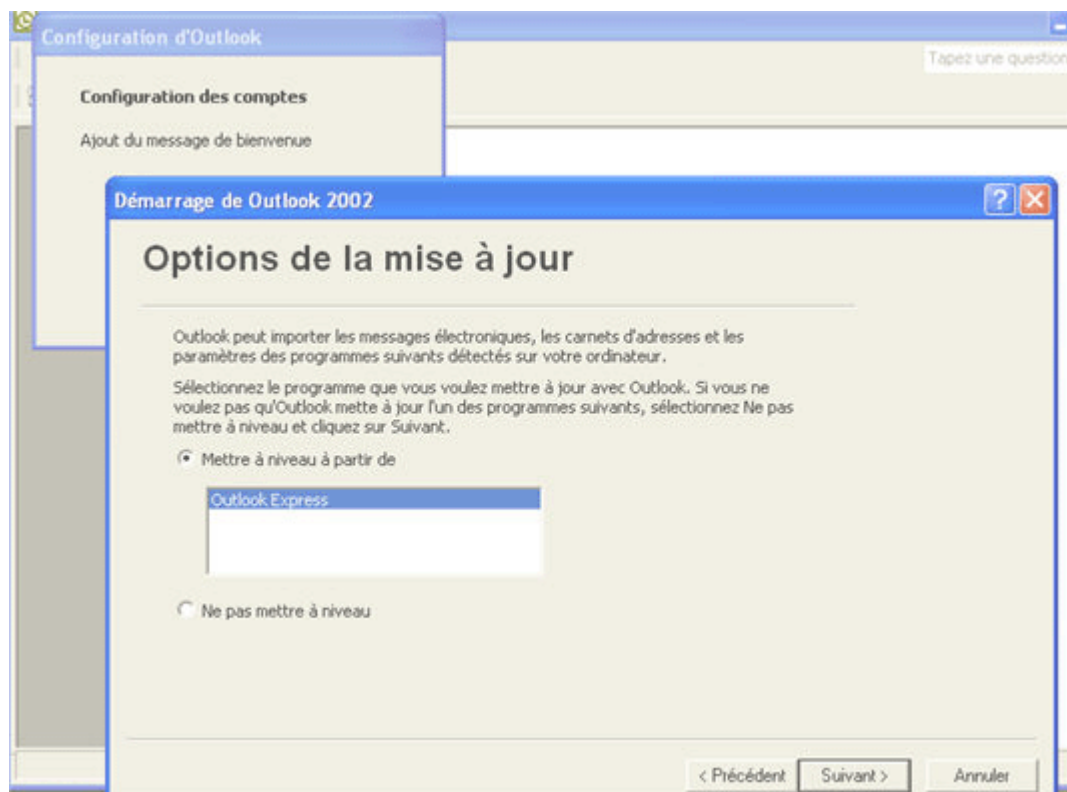 Configuration d'Outlook
Tapez une question
Configuration des comptes
Ajout du message de bienvenue
Démarrage de Outlook 2002
Options de la mise à jour
Outlook peut importer les messages électroniques, les carnets d'adresses et les
paramètres des programmes suivants détectés sur votre ordinateur.
Sélectionnez le programme que vous voulez mettre à jour avec Outlook. Si vous ne
voulez pas qu'Outlook mette à jour l'un des programmes suivants, sélectionnez Ne pas
mettre à niveau et cliquez sur Suivant.
Mettre à niveau à partir de
Outlook Express
Ne pas mettre à niveau
< Précédent
Suivant >
Annuler